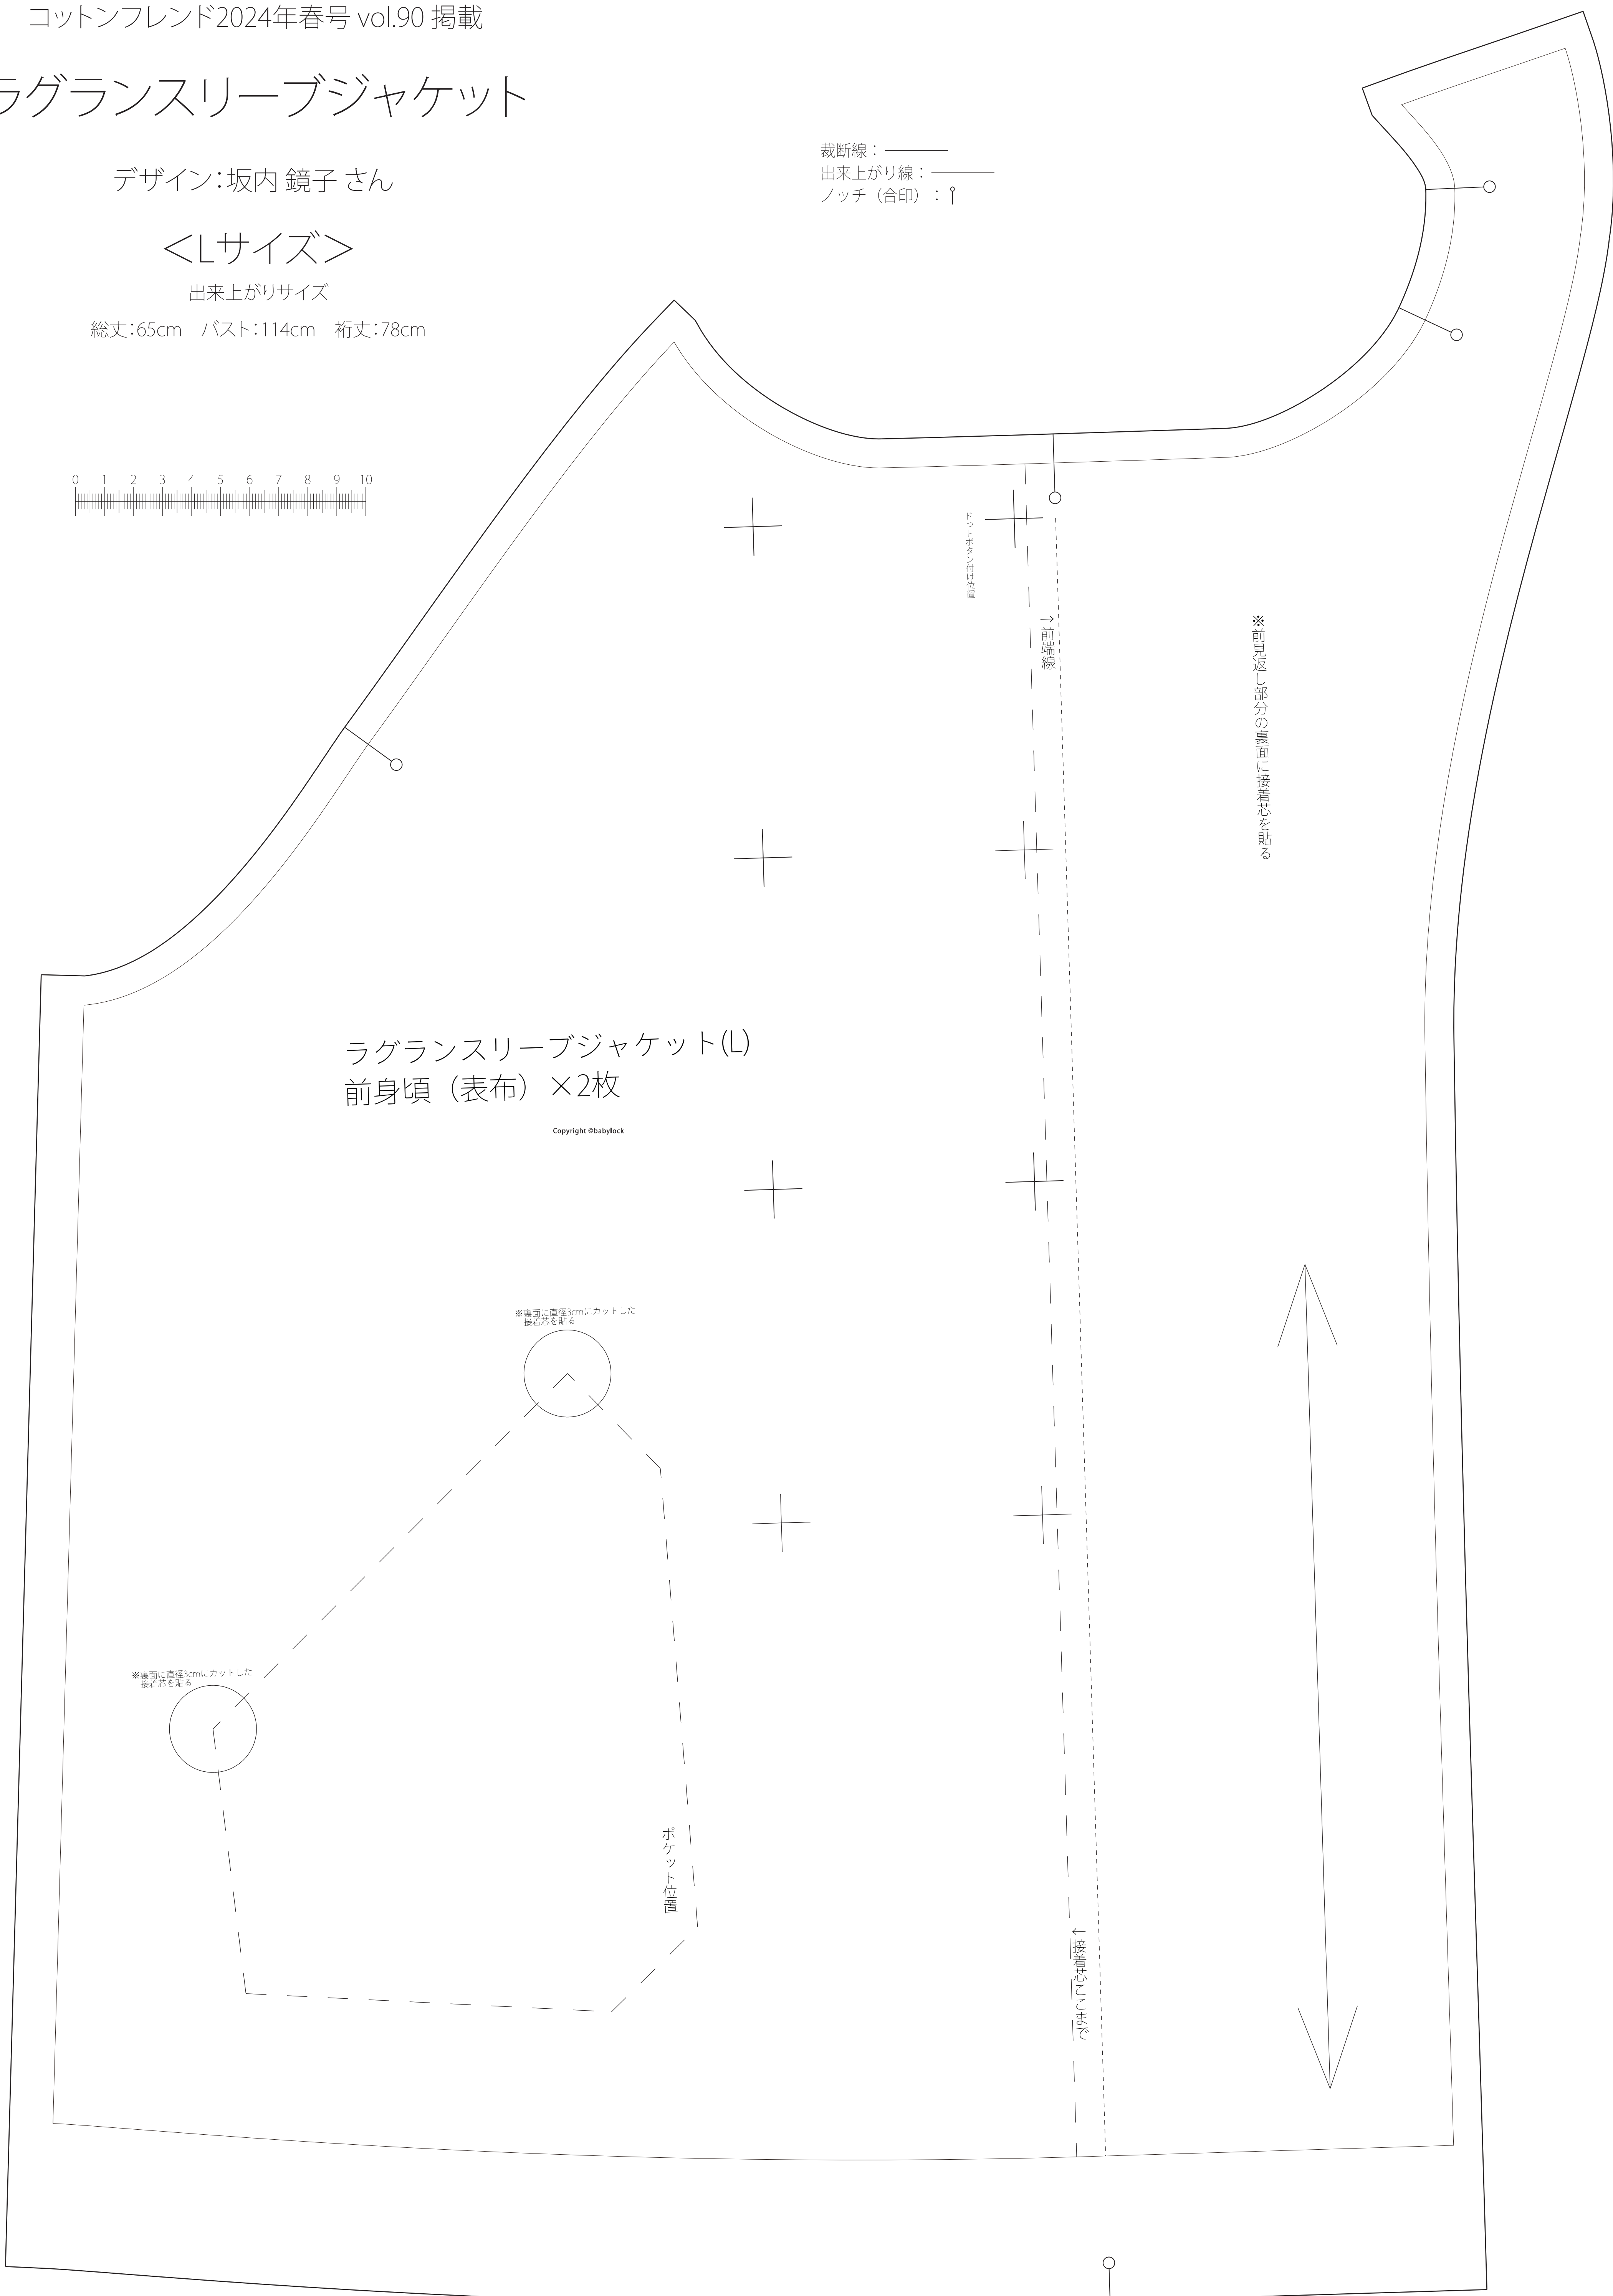 コットンフレンド2024年春号 vol.90 掲載
ラグランスリーブジャケット
デザイン：坂内 鏡子 さん
＜Lサイズ＞
出来上がりサイズ
総丈：65cm　バスト：114cm　裄丈：78cm
裁断線：
出来上がり線：
ノッチ（合印）：
0 1 2 3 4 5 6 7 8 9 10
ドットボタン付け位置
→前端線
※前見返し部分の裏面に接着芯を貼る
ラグランスリーブジャケット(L)
前身頃（表布）×2枚
Copyright ©babylock
※裏面に直径3cmにカットした
接着芯を貼る
※裏面に直径3cmにカットした
接着芯を貼る
ポケット位置
←接着芯ここまで